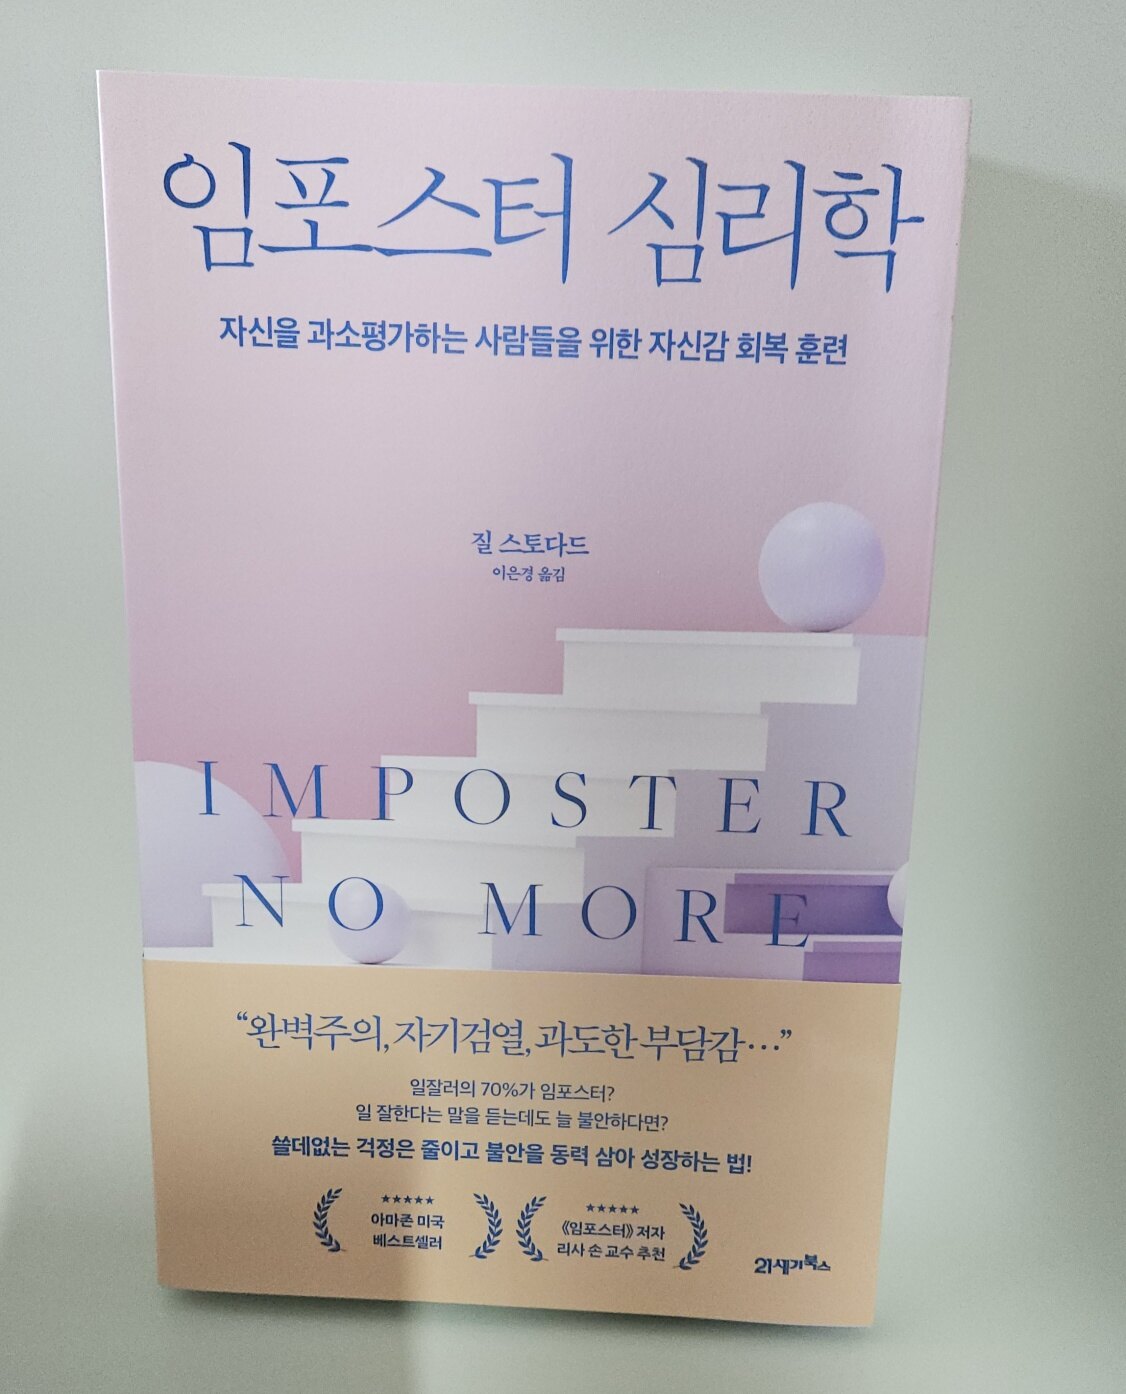 임포스터 심리학
자신을 과소평가하는 사람들을 위한 자신감 회복 훈련
질 스토다드
이은경 옮김
IMPOSTER
NO MORE
“완벽주의, 자기검열, 과도한 부담감…”
일잘러의 70%가 임포스터?
일 잘한다는 말을 듣는데도 늘 불안하다면?
쓸데없는 걱정은 줄이고 불안을 동력 삼아 성장하는 법!
★★★★★
아마존 미국
베스트셀러
★★★★★
《임포스터》 저자
리사 손 교수 추천
21세기북스